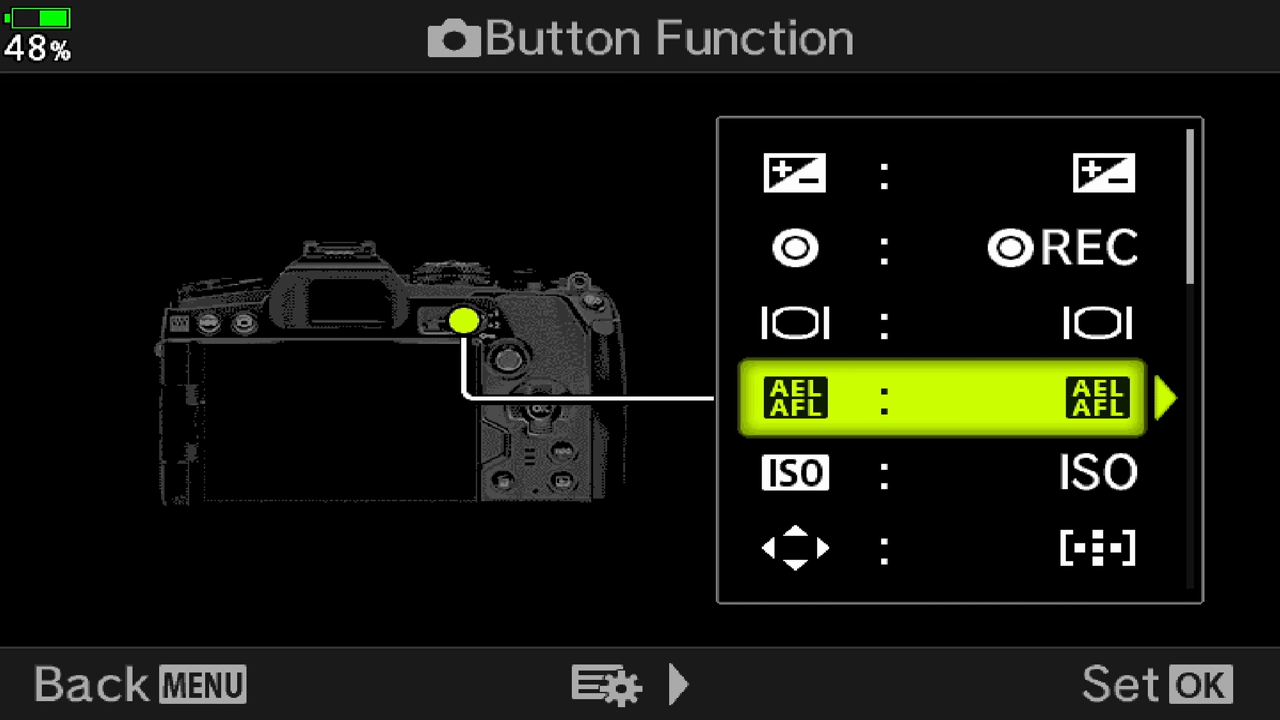 Button Function
48%
REC
AEL AEL
AFL AFL
ISO ISO
Back MENU
Set OK